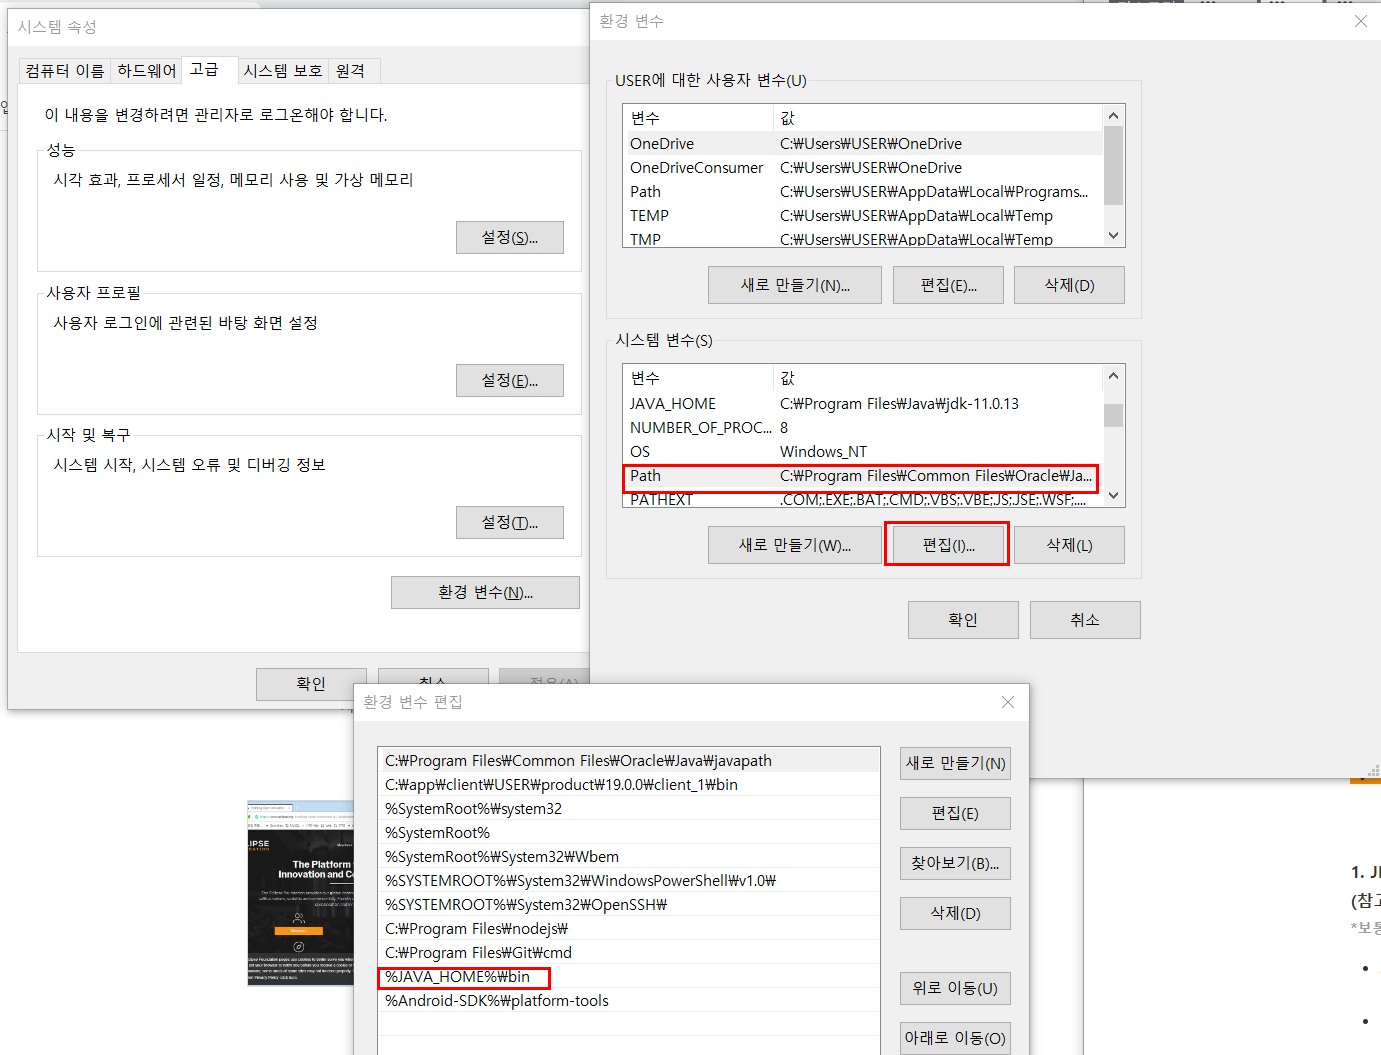 시스템 속성
컴퓨터 이름
하드웨어
고급
시스템 보호
원격
이 내용을 변경하려면 관리자로 로그온해야 합니다.
성능
시각 효과, 프로세서 일정, 메모리 사용 및 가상 메모리
설정(S)...
사용자 프로필
사용자 로그인에 관련된 바탕 화면 설정
설정(E)...
시작 및 복구
시스템 시작, 시스템 오류 및 디버깅 정보
설정(T)...
환경 변수(N)...
확인
취소
적용(A)
환경 변수
USER에 대한 사용자 변수(U)
변수 값
OneDrive C:₩Users₩USER₩OneDrive
OneDriveConsumer C:₩Users₩USER₩OneDrive
Path C:₩Users₩USER₩AppData₩Local₩Programs...
TEMP C:₩Users₩USER₩AppData₩Local₩Temp
TMP C:₩Users₩USER₩AppData₩Local₩Temp
새로 만들기(N)...
편집(E)...
삭제(D)
시스템 변수(S)
변수 값
JAVA_HOME C:₩Program Files₩Java₩jdk-11.0.13
NUMBER_OF_PROC... 8
OS Windows_NT
Path C:₩Program Files₩Common Files₩Oracle₩Ja...
PATHEXT .COM;.EXE;.BAT;.CMD;.VBS;.VBE;.JS;.JSE;.WSF;....
새로 만들기(W)...
편집(I)...
삭제(L)
확인
취소
환경 변수 편집
C:₩Program Files₩Common Files₩Oracle₩Java₩javapath
C:₩app₩client₩USER₩product₩19.0.0₩client_1₩bin
%SystemRoot%₩system32
%SystemRoot%
%SystemRoot%₩System32₩Wbem
%SYSTEMROOT%₩System32₩WindowsPowerShell₩v1.0₩
%SYSTEMROOT%₩System32₩OpenSSH₩
C:₩Program Files₩nodejs₩
C:₩Program Files₩Git₩cmd
%JAVA_HOME%₩bin
%Android-SDK%₩platform-tools
새로 만들기(N)
편집(E)
찾아보기(B)...
삭제(D)
위로 이동(U)
아래로 이동(O)
The Platform
Innovation and
1. J
(참고
*보통